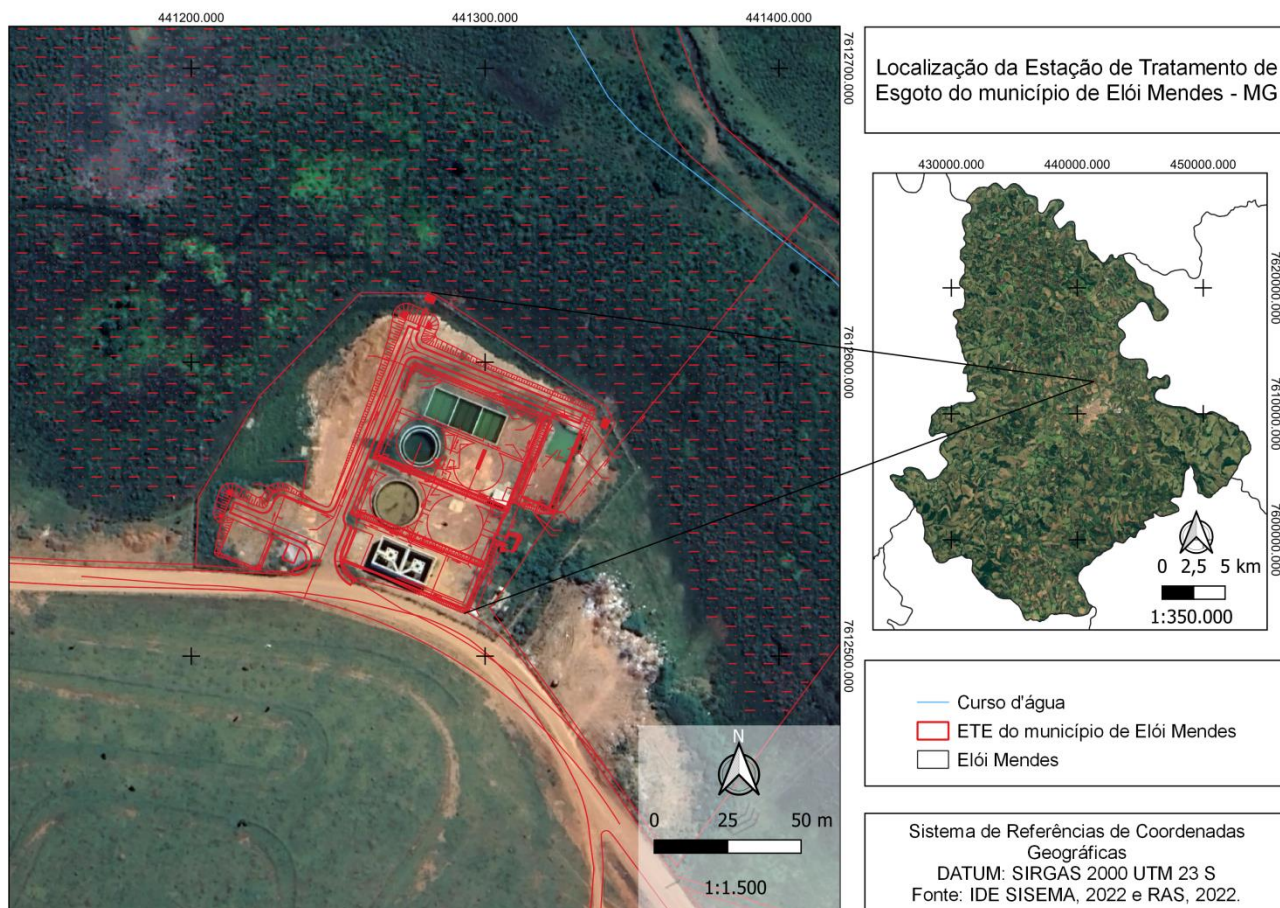 441200.000
441300.000
441400.000
7612700.000
7612600.000
7612500.000
N
0 25 50 m
1:1.500
Localização da Estação de Tratamento de
Esgoto do município de Elói Mendes - MG
430000.000
440000.000
450000.000
7620000.000
7610000.000
7600000.000
0 2,5 5 km
1:350.000
Curso d'água
ETE do município de Elói Mendes
Elói Mendes
Sistema de Referências de Coordenadas
Geográficas
DATUM: SIRGAS 2000 UTM 23 S
Fonte: IDE SISEMA, 2022 e RAS, 2022.